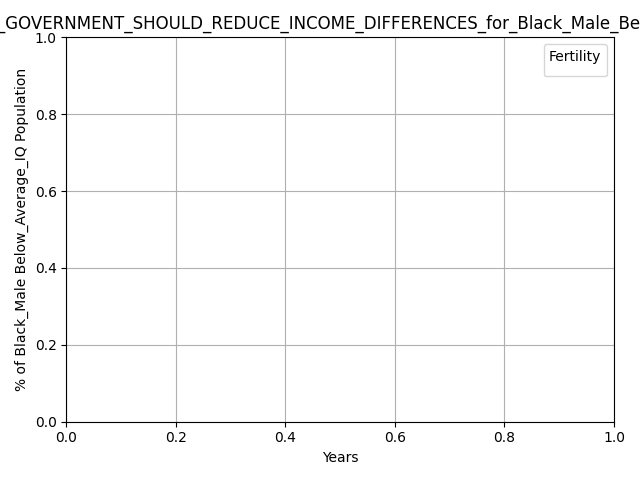 _GOVERNMENT_SHOULD_REDUCE_INCOME_DIFFERENCES_for_Black_Male_Be
Fertility
% of Black_Male Below_Average_IQ Population
1.0
0.8
0.6
0.4
0.2
0.0
0.0 0.2 0.4 0.6 0.8 1.0
Years